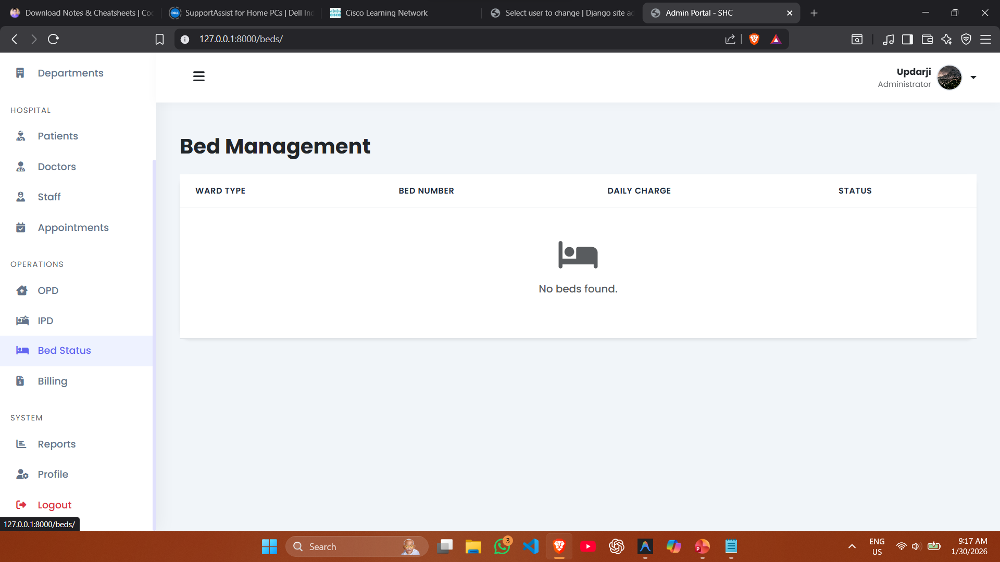 Download Notes & Cheatsheets | Coc
SupportAssist for Home PCs | Dell Inc
Cisco Learning Network
Select user to change | Django site ad
Admin Portal - SHC
127.0.0.1:8000/beds/
Departments
HOSPITAL
Patients
Doctors
Staff
Appointments
OPERATIONS
OPD
IPD
Bed Status
Billing
SYSTEM
Reports
Profile
Logout
127.0.0.1:8000/beds/
Updarji
Administrator
Bed Management
WARD TYPE BED NUMBER DAILY CHARGE STATUS
No beds found.
Search
3
ENG
US
9:17 AM
1/30/2026